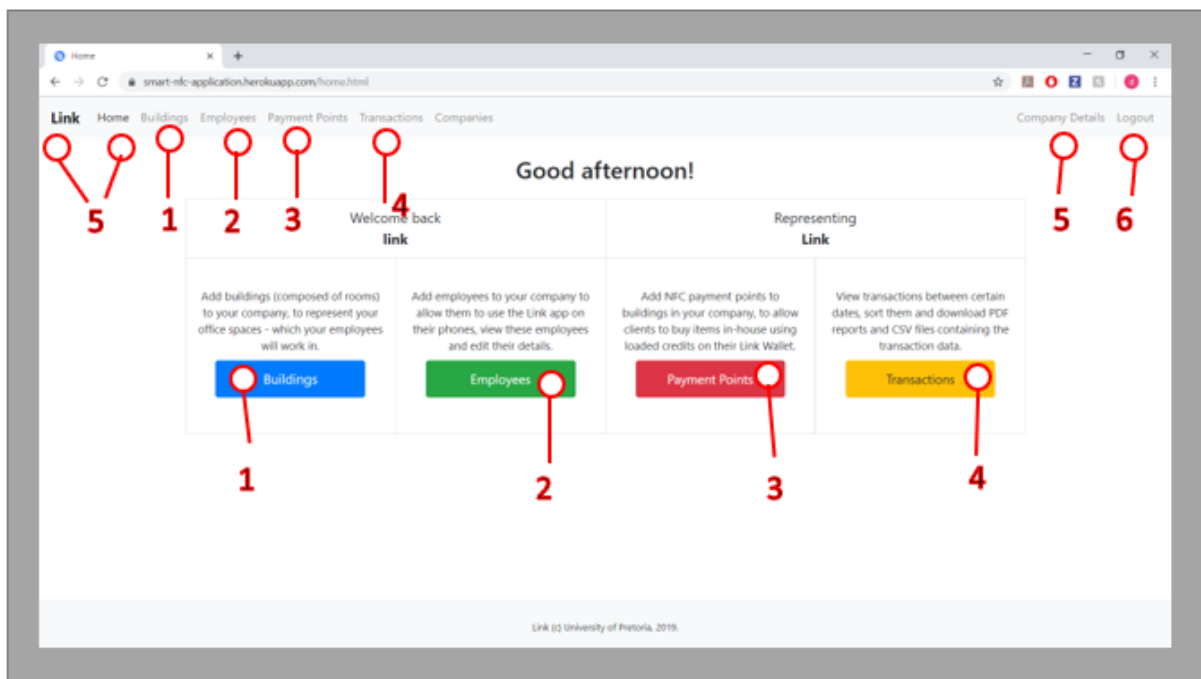 Home
smart-nfc-application.herokuapp.com/home.html
Link Home Buildings Employees Payment Points Transactions Companies Company Details Logout
5 1 2 3 4 5 6
Good afternoon!
Welcome back
link
Representing
Link
Add buildings (composed of rooms)
to your company, to represent your
office spaces - which your employees
will work in.
Buildings
1
Add employees to your company to
allow them to use the Link app on
their phones, view these employees
and edit their details.
Employees
2
Add NFC payment points to
buildings in your company, to allow
clients to buy items in-house using
loaded credits on their Link Wallet.
Payment Points
3
View transactions between certain
dates, sort them and download PDF
reports and CSV files containing the
transaction data.
Transactions
4
Link (c) University of Pretoria, 2019.